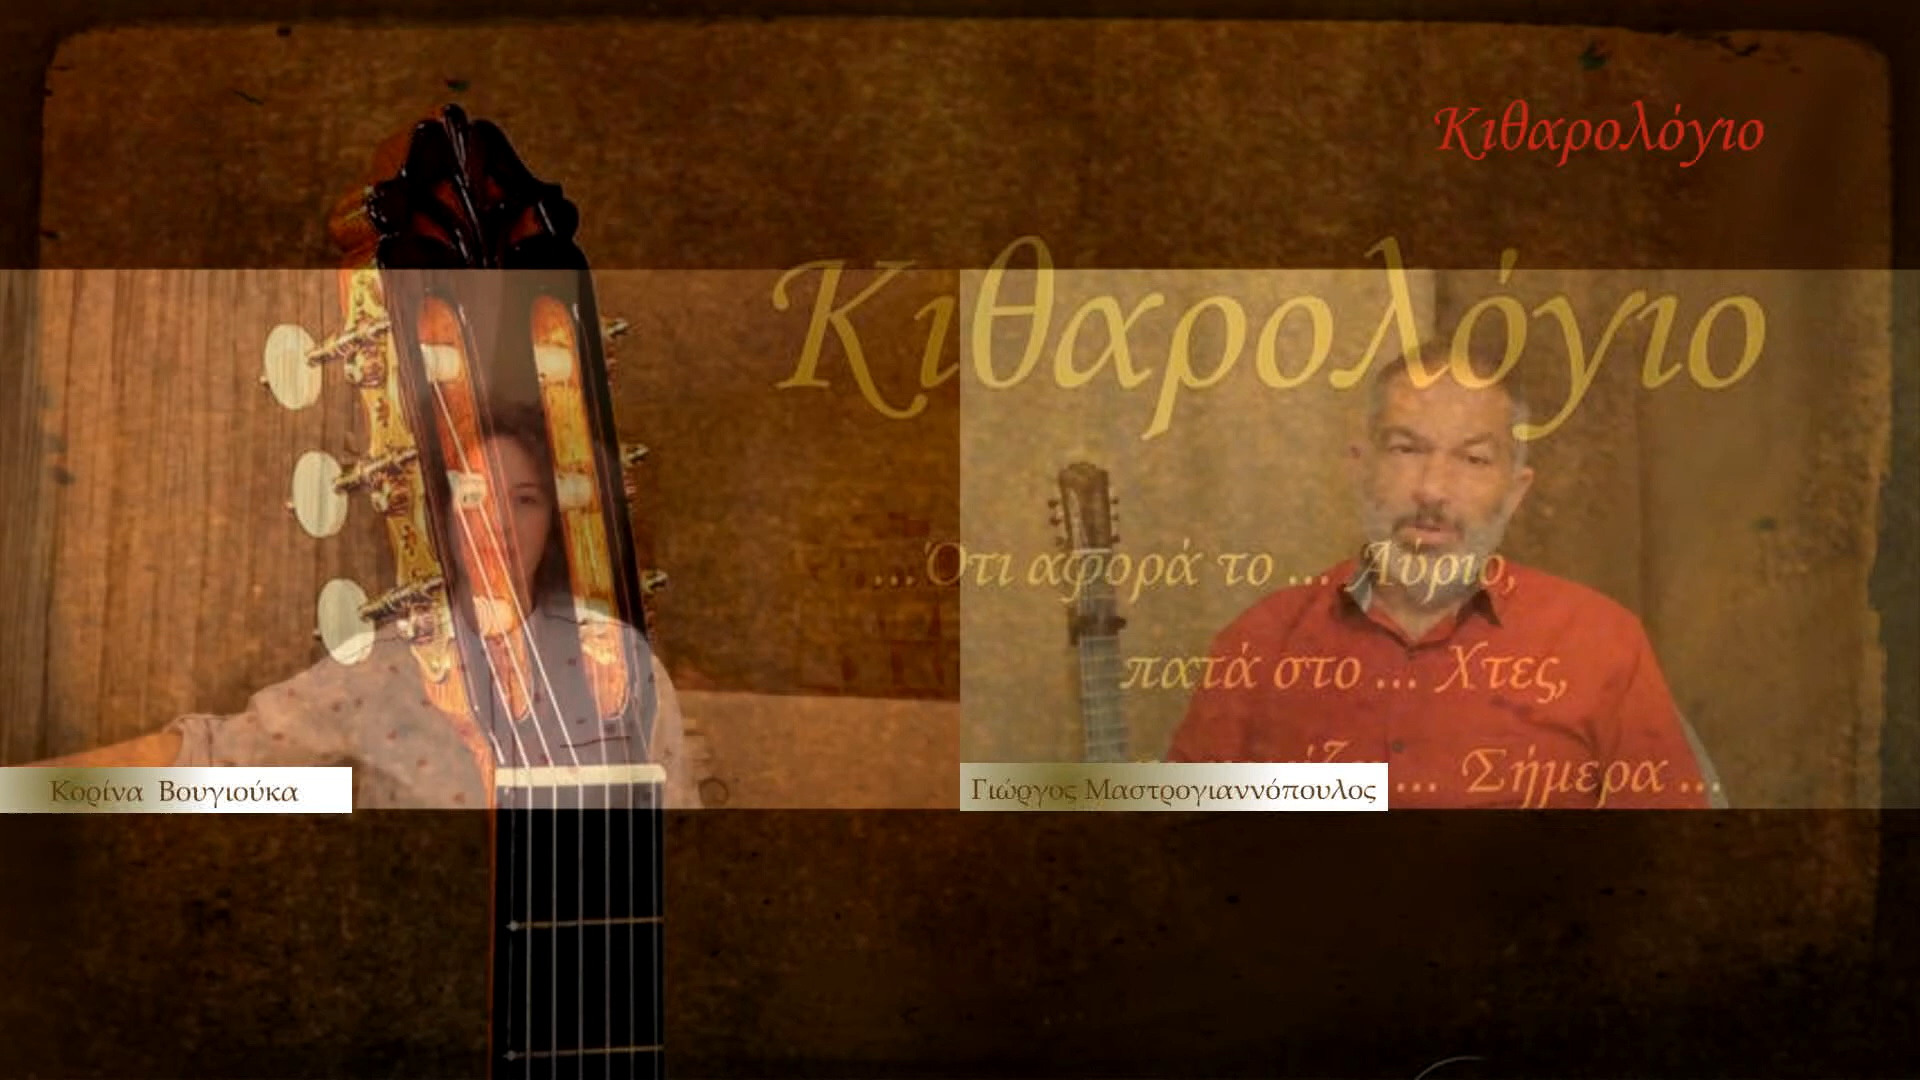 Κιθαρολόγιο
Κιθαρολόγιο
...Ότι αφορά το ... Αύριο,
πατά στο ... Χτες,
... Σήμερα ...
Κορίνα Βουγιούκα
Γιώργος Μαστρογιαννόπουλος